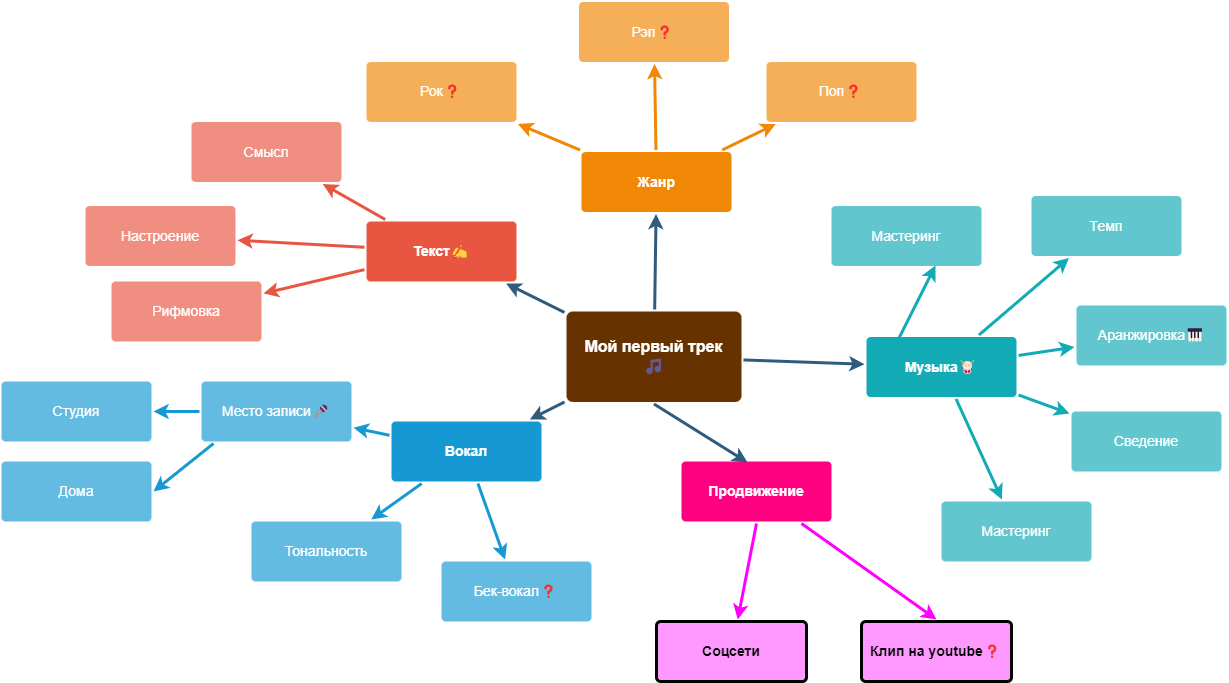 Рэп❓
Рок❓
Поп❓
Смысл
Жанр
Настроение
Текст✍️
Рифмовка
Мастеринг
Темп
Аранжировка🎹
Мой первый трек
🎵
Музыка
Сведение
Мастеринг
Студия
Место записи🎤
Вокал
Дома
Тональность
Бек-вокал❓
Продвижение
Соцсети
Клип на youtube❓